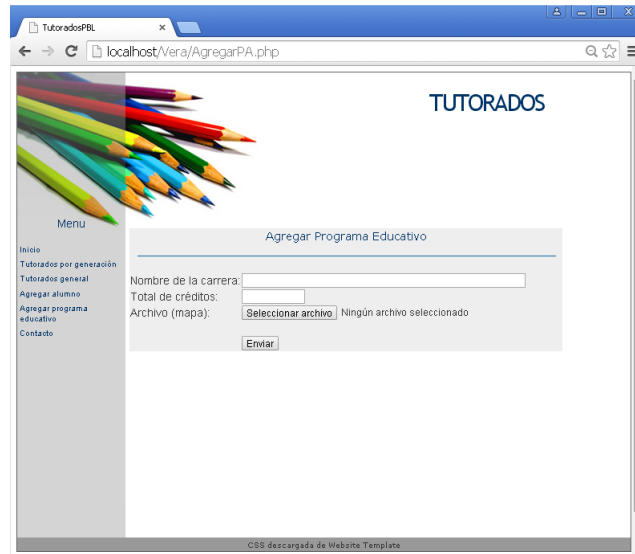 TutoradosPBL
localhost/Vera/AgregarPA.php
TUTORADOS
Menu
Inicio
Tutorados por generación
Tutorados general
Agregar alumno
Agregar programa
educativo
Contacto
Agregar Programa Educativo
Nombre de la carrera:
Total de créditos:
Archivo (mapa): Seleccionar archivo Ningún archivo seleccionado
Enviar
CSS descargada de Website Template